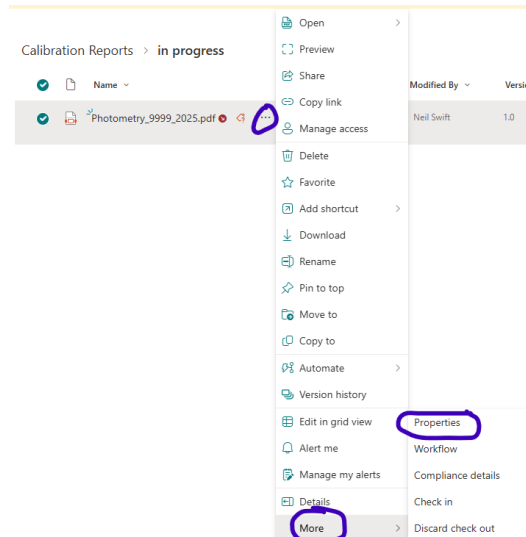 Open
Calibration Reports > in progress
Preview
Share
Name
Modified By
Versi
Copy link
Photometry_9999_2025.pdf
Neil Swift
1.0
Manage access
Delete
Favorite
Add shortcut
Download
Rename
Pin to top
Move to
Copy to
Automate
Version history
Edit in grid view
Properties
Alert me
Workflow
Manage my alerts
Compliance details
Details
Check in
More
Discard check out